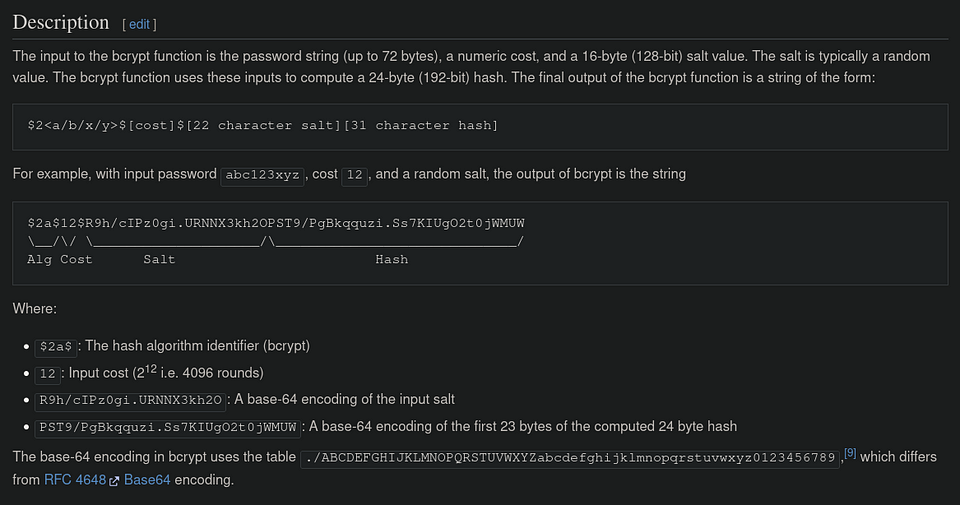 Description [ edit ]
The input to the bcrypt function is the password string (up to 72 bytes), a numeric cost, and a 16-byte (128-bit) salt value. The salt is typically a random
value. The bcrypt function uses these inputs to compute a 24-byte (192-bit) hash. The final output of the bcrypt function is a string of the form:
$2<a/b/x/y>$[cost]$[22 character salt][31 character hash]
For example, with input password abc123xyz, cost 12, and a random salt, the output of bcrypt is the string
$2a$12$R9h/cIPz0gi.URNNX3kh2OPST9/PgBkqquzi.Ss7KIUgO2t0jWMUW
\__/\/ \____________________/\_____________________________/
Alg Cost      Salt                        Hash
Where:
• $2a$: The hash algorithm identifier (bcrypt)
• 12: Input cost (2¹² i.e. 4096 rounds)
• R9h/cIPz0gi.URNNX3kh2O: A base-64 encoding of the input salt
• PST9/PgBkqquzi.Ss7KIUgO2t0jWMUW: A base-64 encoding of the first 23 bytes of the computed 24 byte hash
The base-64 encoding in bcrypt uses the table ./ABCDEFGHIJKLMNOPQRSTUVWXYZabcdefghijklmnopqrstuvwxyz0123456789,[9] which differs
from RFC 4648 Base64 encoding.